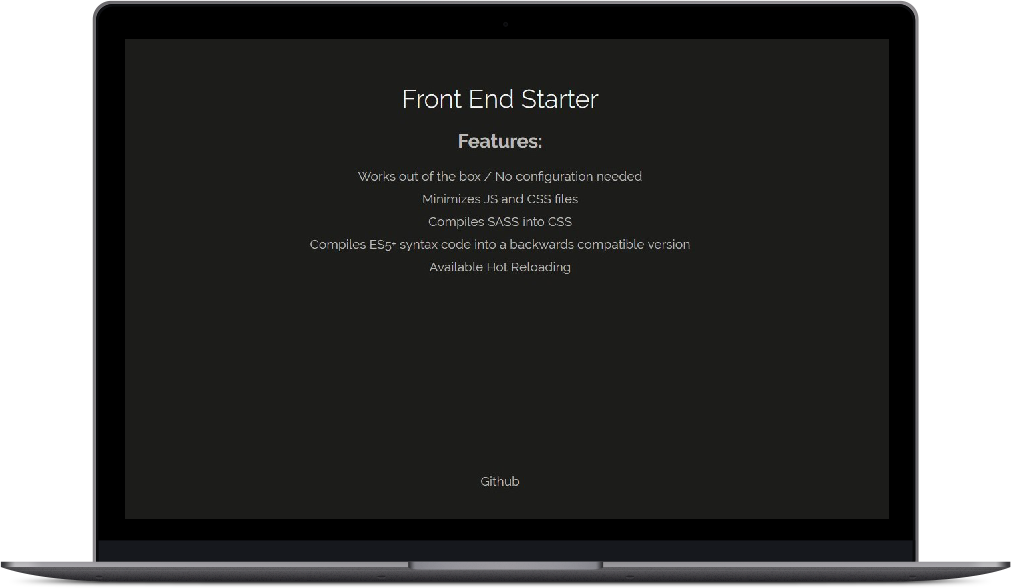 Front End Starter
Features:
Works out of the box / No configuration needed
Minimizes JS and CSS files
Compiles SASS into CSS
Compiles ES5+ syntax code into a backwards compatible version
Available Hot Reloading
Github